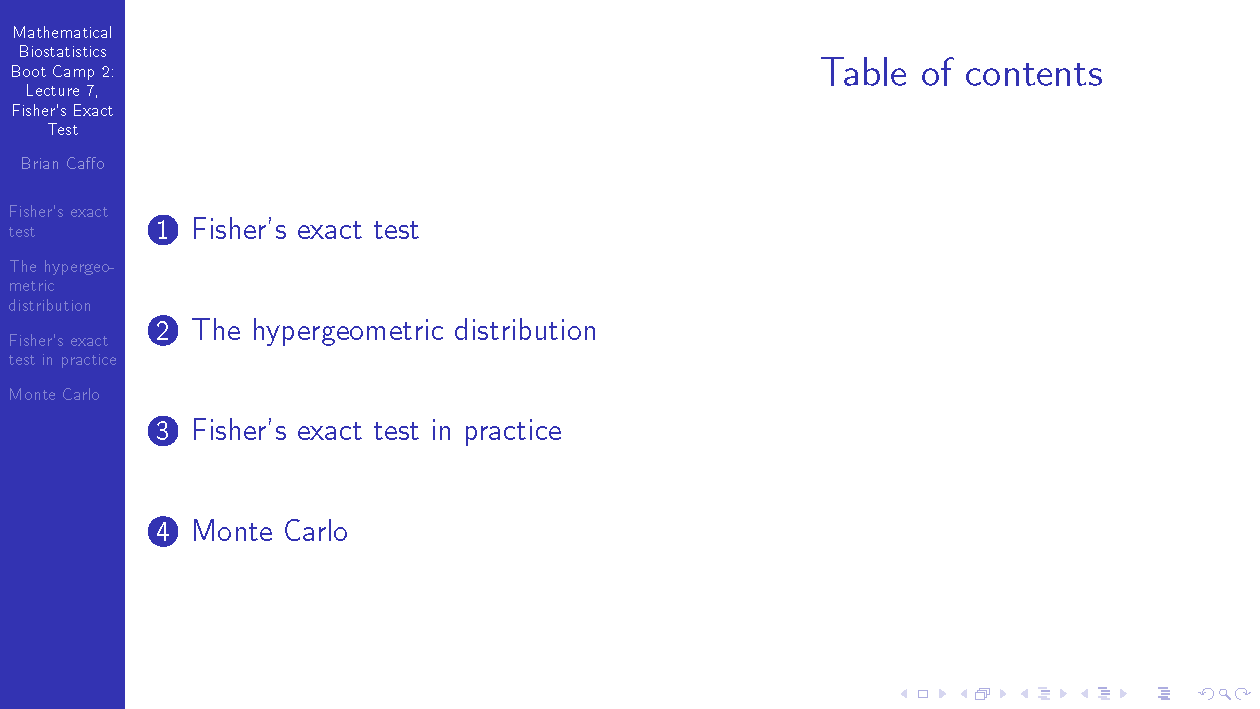 Mathematical
Biostatistics
Boot Camp 2:
Lecture 7,
Fisher's Exact
Test
Brian Caffo
Fisher's exact
test
The hypergeo-
metric
distribution
Fisher's exact
test in practice
Monte Carlo
Table of contents
1 Fisher's exact test
2 The hypergeometric distribution
3 Fisher's exact test in practice
4 Monte Carlo